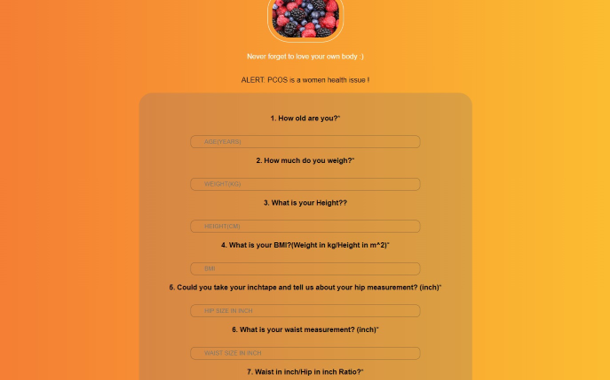 Never forget to love your own body :)
ALERT: PCOS is a women health issue !
1. How old are you?*
AGE(YEARS)
2. How much do you weigh?*
WEIGHT(KG)
3. What is your Height??
HEIGHT(CM)
4. What is your BMI?(Weight in kg/Height in m^2)*
BMI
5. Could you take your inchtape and tell us about your hip measurement? (inch)*
HIP SIZE IN INCH
6. What is your waist measurement? (inch)*
WAIST SIZE IN INCH
7. Waist in inch/Hip in inch Ratio?*